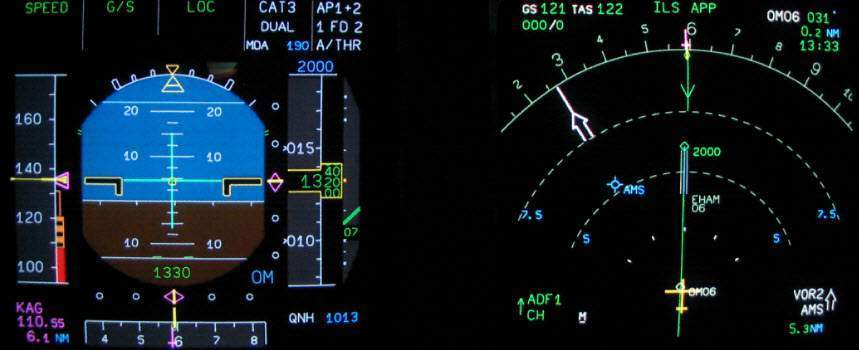 SPEED G/S LOC CAT3 AP1+2
DUAL 1 FD 2
MDA 190 A/THR
2000
160
140
120
100
20 20
10 10
10 10
1330
OM
015
13
40
20
00
010
07
KAG
110.55
6.1 NM
QNH 1013
4 5 6 7 8
GS 121 TAS 122 ILS APP
000/0
OM06 031°
0.2 NM
13:33
2 3 4 5 6 7 8 9
2000
AMS
EHAM
06
7.5 7.5
5 5
OM06
ADF1
CH
M
VOR2
AMS
5.3NM